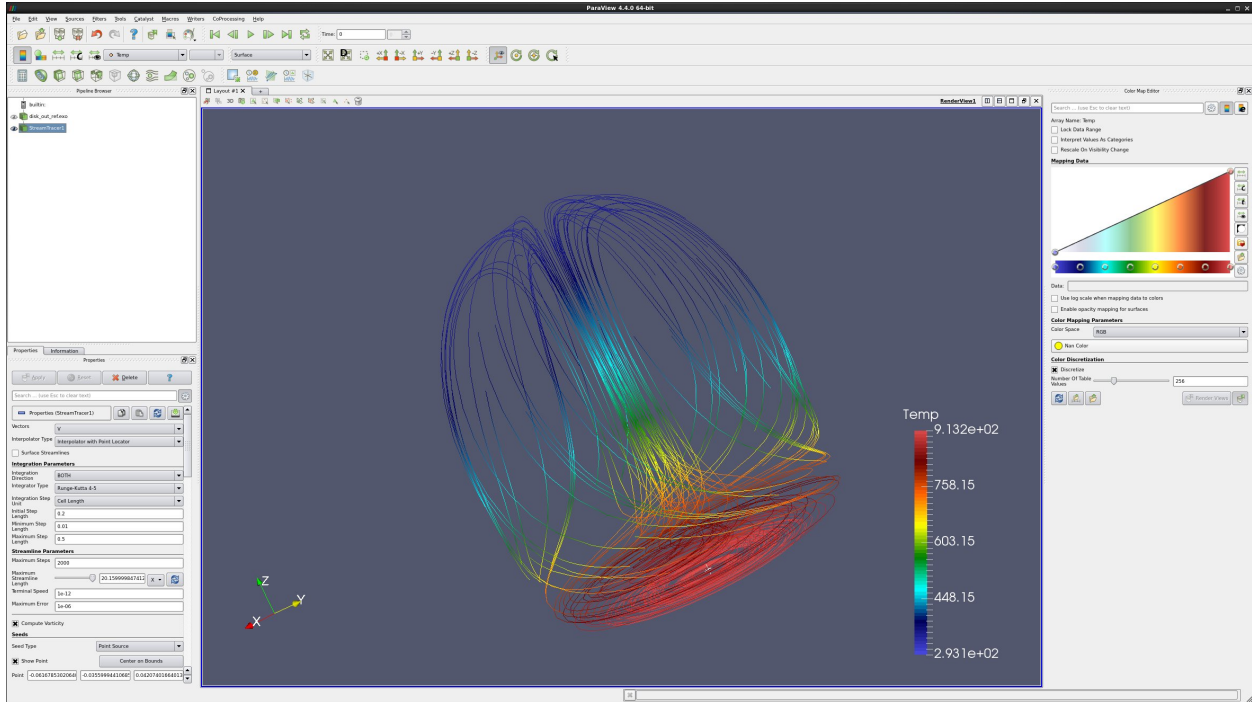 ParaView 4.4.0 64-bit
File Edit View Sources Filters Tools Catalyst Macros Writers CoProcessing Help
Time: 0
Temp
Surface
Pipeline Browser
Layout #1
builtin:
disk_out_ref.exo
StreamTracer1
RenderView1
Properties Information
Properties
Apply Reset Delete ?
Search ... (use Esc to clear text)
Properties (StreamTracer1)
Vectors V
Interpolator Type Interpolator with Point Locator
Surface Streamlines
Integration Parameters
Integration Direction BOTH
Integrator Type Runge-Kutta 4-5
Integration Step Unit Cell Length
Initial Step Length 0.2
Minimum Step Length 0.01
Maximum Step Length 0.5
Streamline Parameters
Maximum Steps 2000
Maximum Streamline Length 20.159999847412
Terminal Speed 1e-12
Maximum Error 1e-06
Compute Vorticity
Seeds
Seed Type Point Source
Show Point Center on Bounds
Point
Z
Y
X
Temp
9.132e+02
758.15
603.15
448.15
2.931e+02
Color Map Editor
Search ... (use Esc to clear text)
Array Name: Temp
Lock Data Range
Interpret Values As Categories
Rescale On Visibility Change
Mapping Data
Data:
Use log scale when mapping data to colors
Enable opacity mapping for surfaces
Color Mapping Parameters
Color Space RGB
Nan Color
Color Discretization
Discretize
Number Of Table Values 256
Render Views